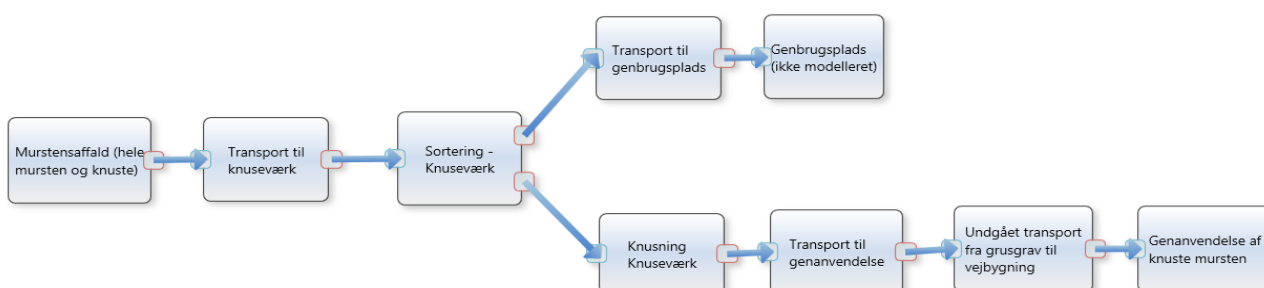 Murstensaffald (hele
mursten og knuste)
Transport til
knuseværk
Sortering -
Knuseværk
Transport til
genbrugsplads
Genbrugsplads
(ikke modelleret)
Knusning
Knuseværk
Transport til
genanvendelse
Undgået transport
fra grusgrav til
vejbygning
Genanvendelse af
knuste mursten